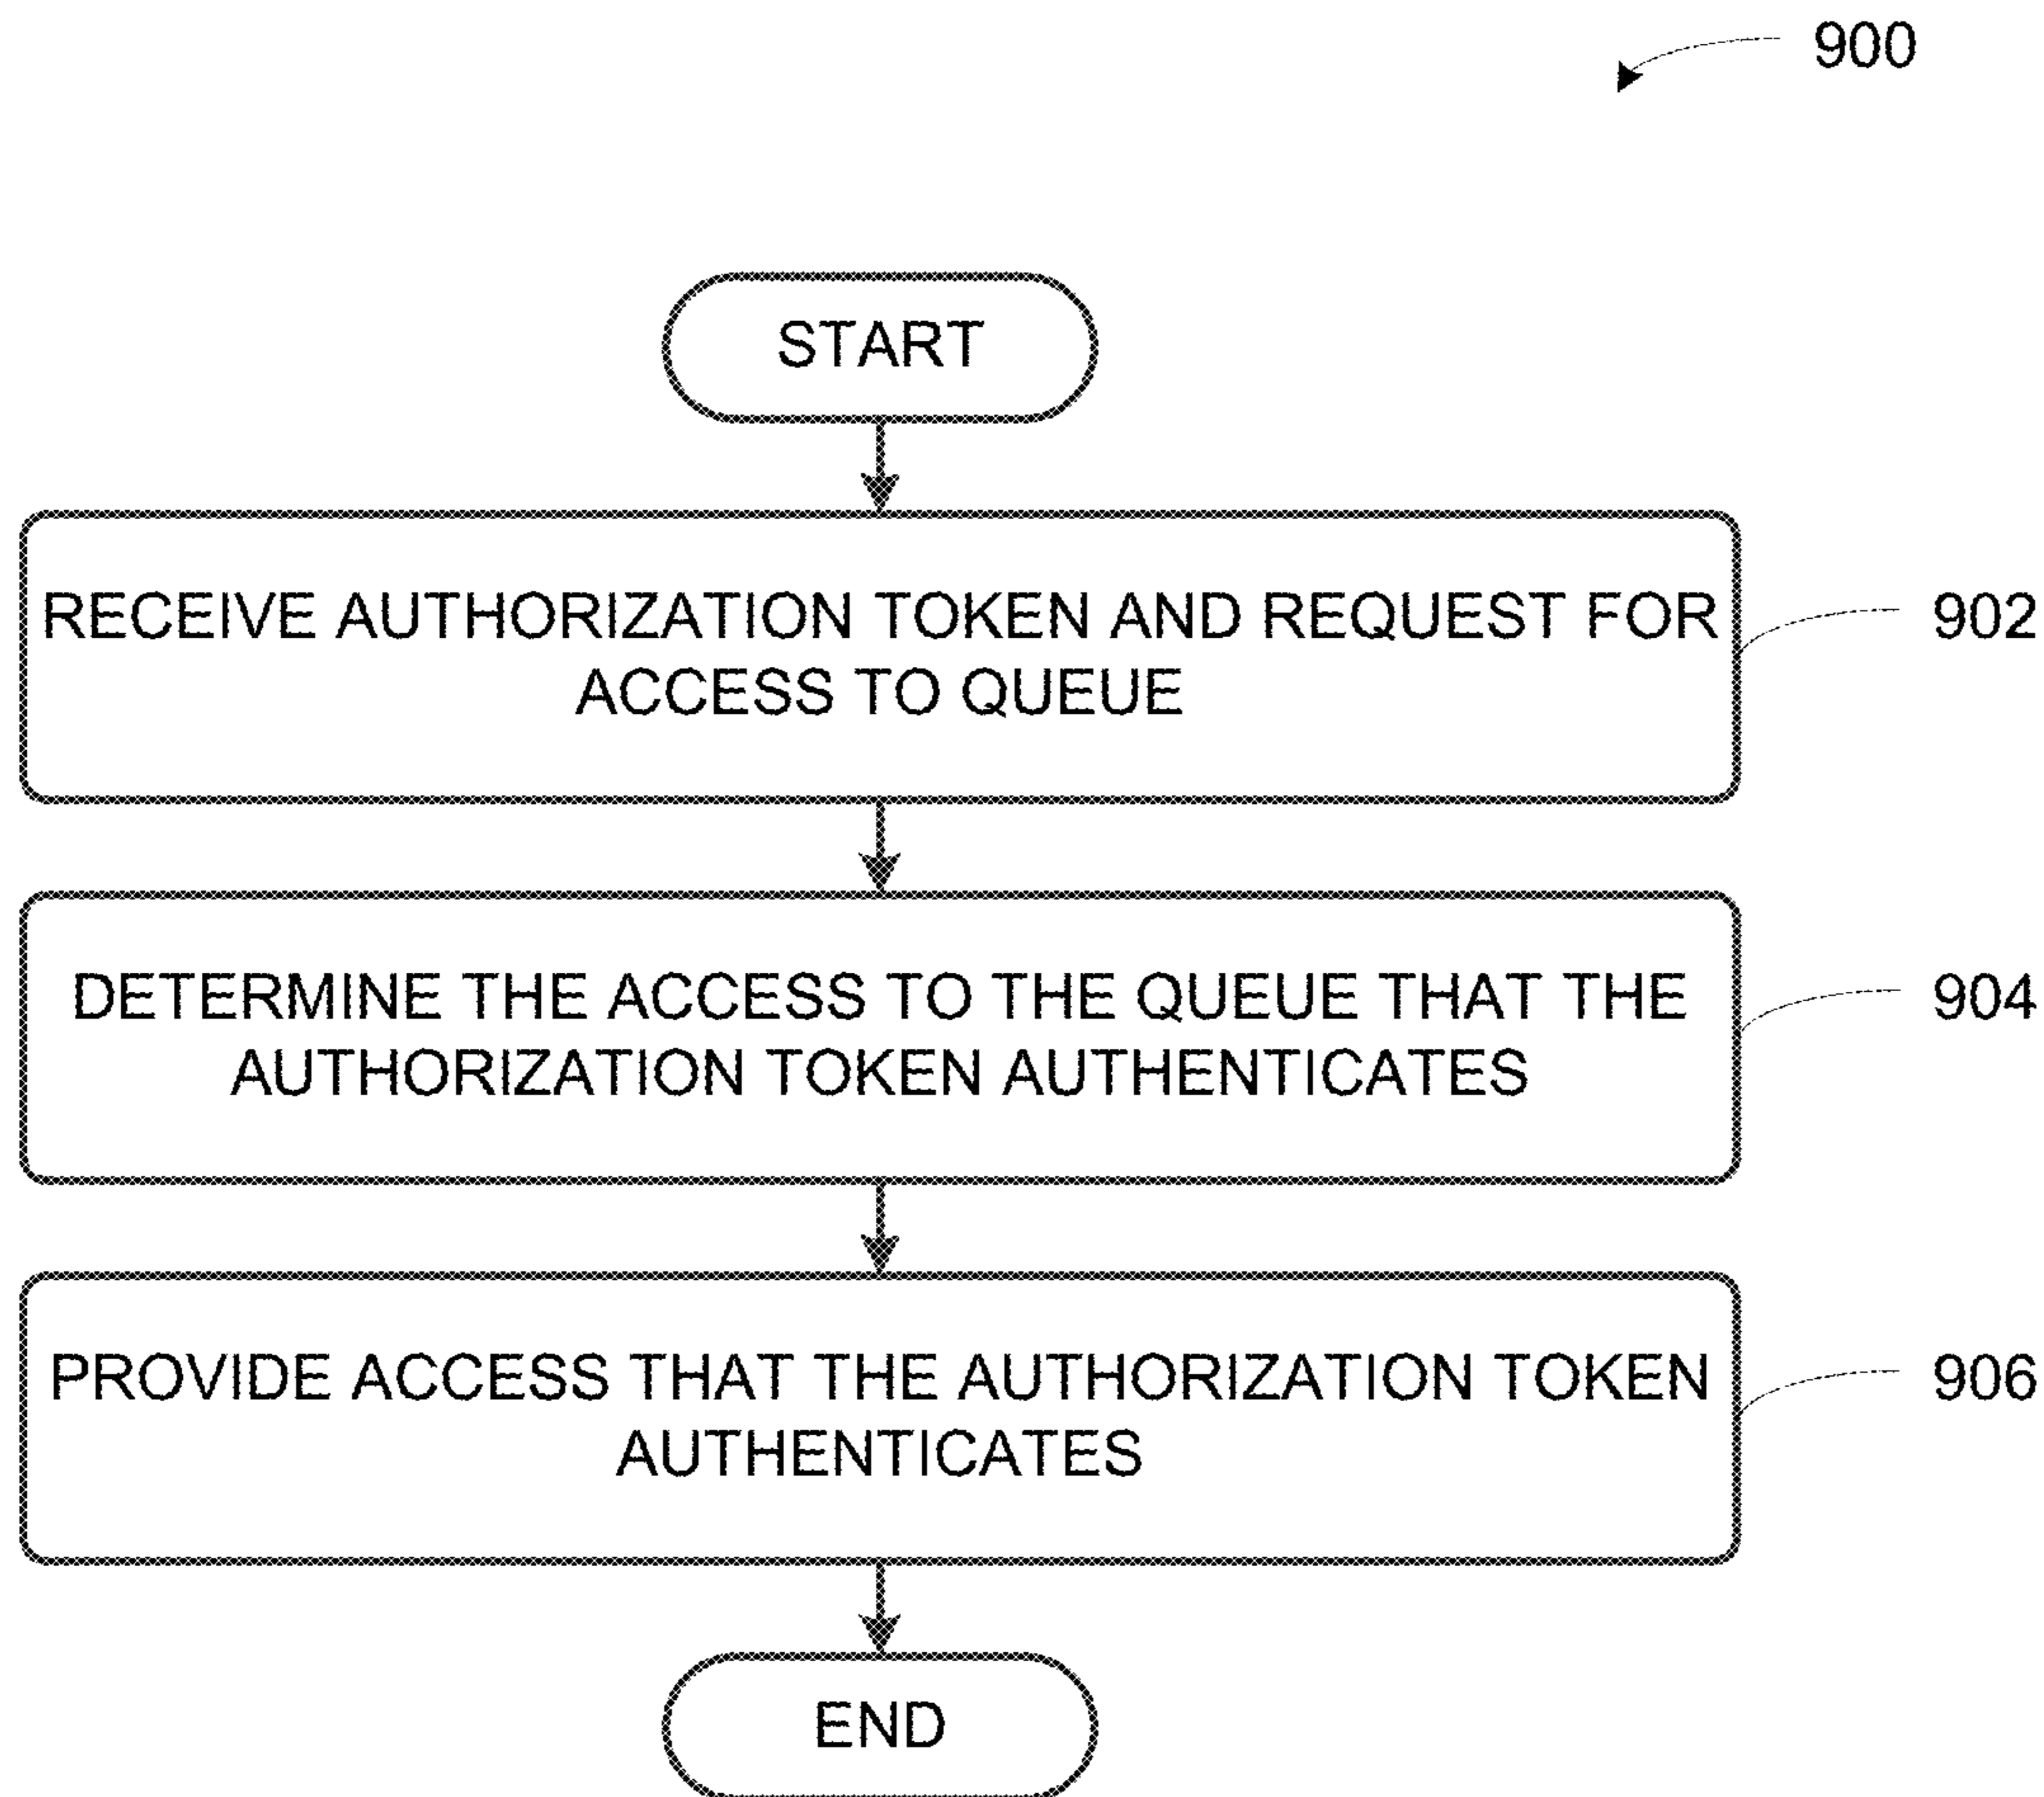 900
START
RECEIVE AUTHORIZATION TOKEN AND REQUEST FOR
ACCESS TO QUEUE
902
DETERMINE THE ACCESS TO THE QUEUE THAT THE
AUTHORIZATION TOKEN AUTHENTICATES
904
PROVIDE ACCESS THAT THE AUTHORIZATION TOKEN
AUTHENTICATES
906
END